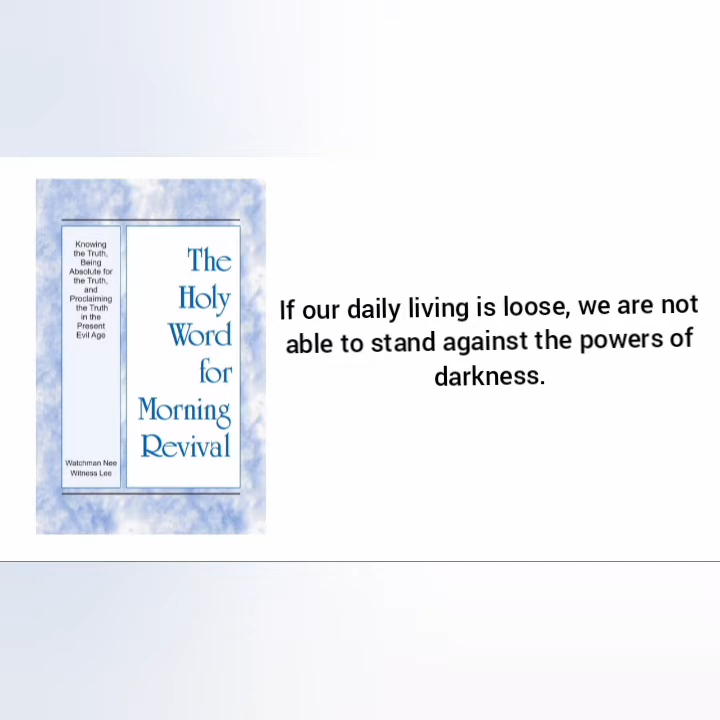 Knowing
the Truth,
Being
Absolute for
the Truth,
and
Proclaiming
the Truth
in the
Present
Evil Age
Watchman Nee
Witness Lee
The
Holy
Word
for
Morning
Revival
If our daily living is loose, we are not
able to stand against the powers of
darkness.